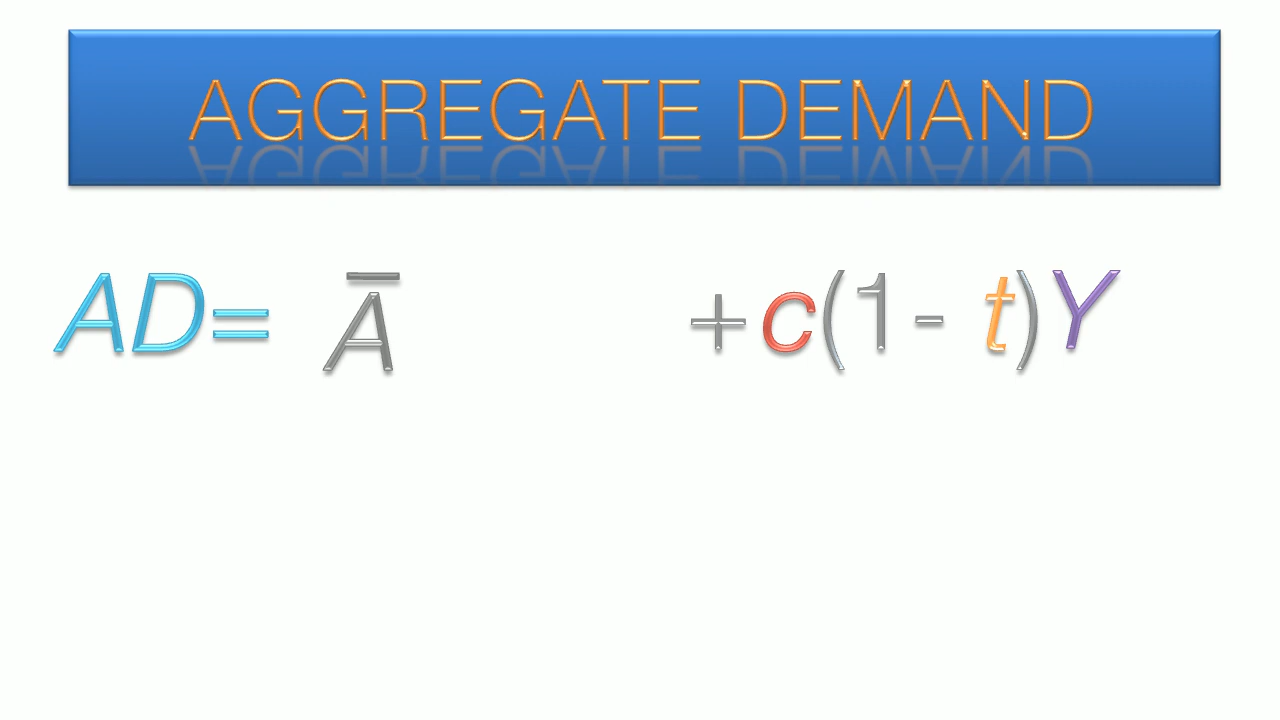 AGGREGATE DEMAND
AD= Ā +c(1- t)Y